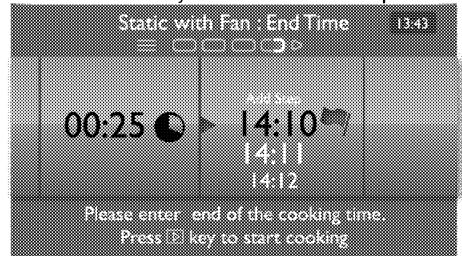 Static with Fan : End Time 13:43
Add Step
00:25 14:10
14:11
14:12
Please enter end of the cooking time.
Press key to start cooking